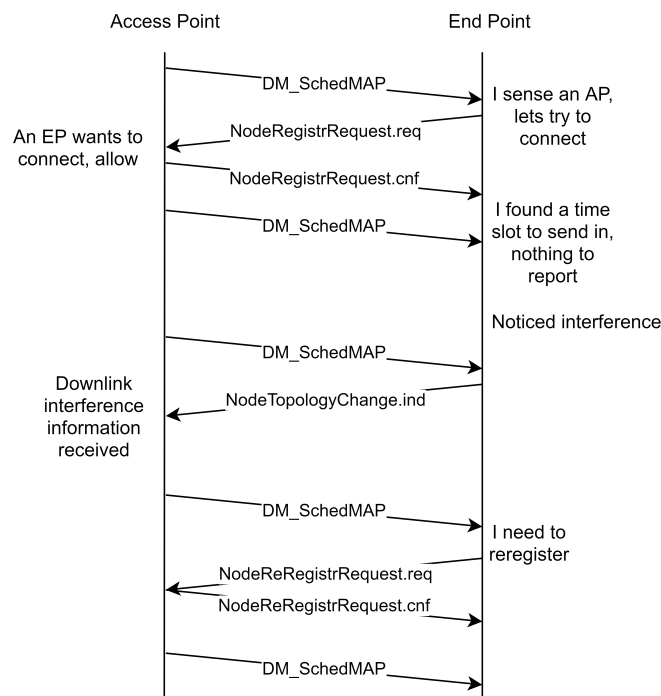 Access Point
End Point
DM_SchedMAP
I sense an AP,
lets try to
connect
NodeRegistrRequest.req
An EP wants to
connect, allow
NodeRegistrRequest.cnf
DM_SchedMAP
I found a time
slot to send in,
nothing to
report
Noticed interference
DM_SchedMAP
NodeTopologyChange.ind
Downlink
interference
information
received
DM_SchedMAP
I need to
reregister
NodeReRegistrRequest.req
NodeReRegistrRequest.cnf
DM_SchedMAP